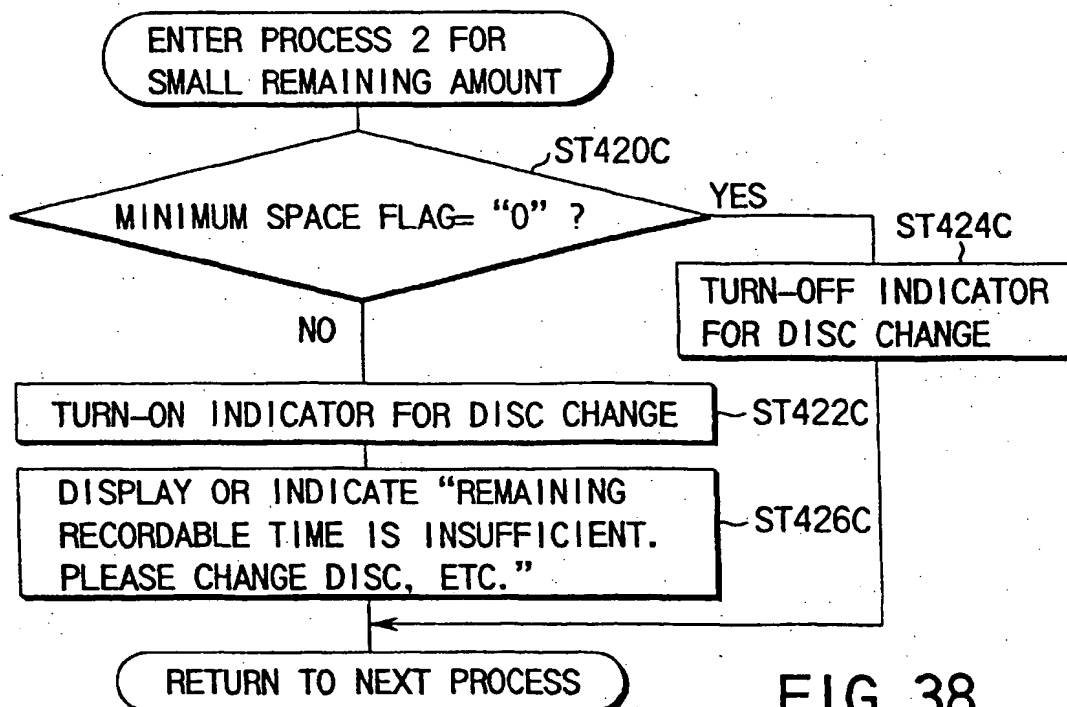 ENTER PROCESS 2 FOR
SMALL REMAINING AMOUNT
ST420C
MINIMUM SPACE FLAG= “0” ?
YES
ST424C
TURN-OFF INDICATOR
FOR DISC CHANGE
NO
TURN-ON INDICATOR FOR DISC CHANGE
ST422C
DISPLAY OR INDICATE “REMAINING
RECORDABLE TIME IS INSUFFICIENT.
PLEASE CHANGE DISC, ETC.”
ST426C
RETURN TO NEXT PROCESS
FIG. 38